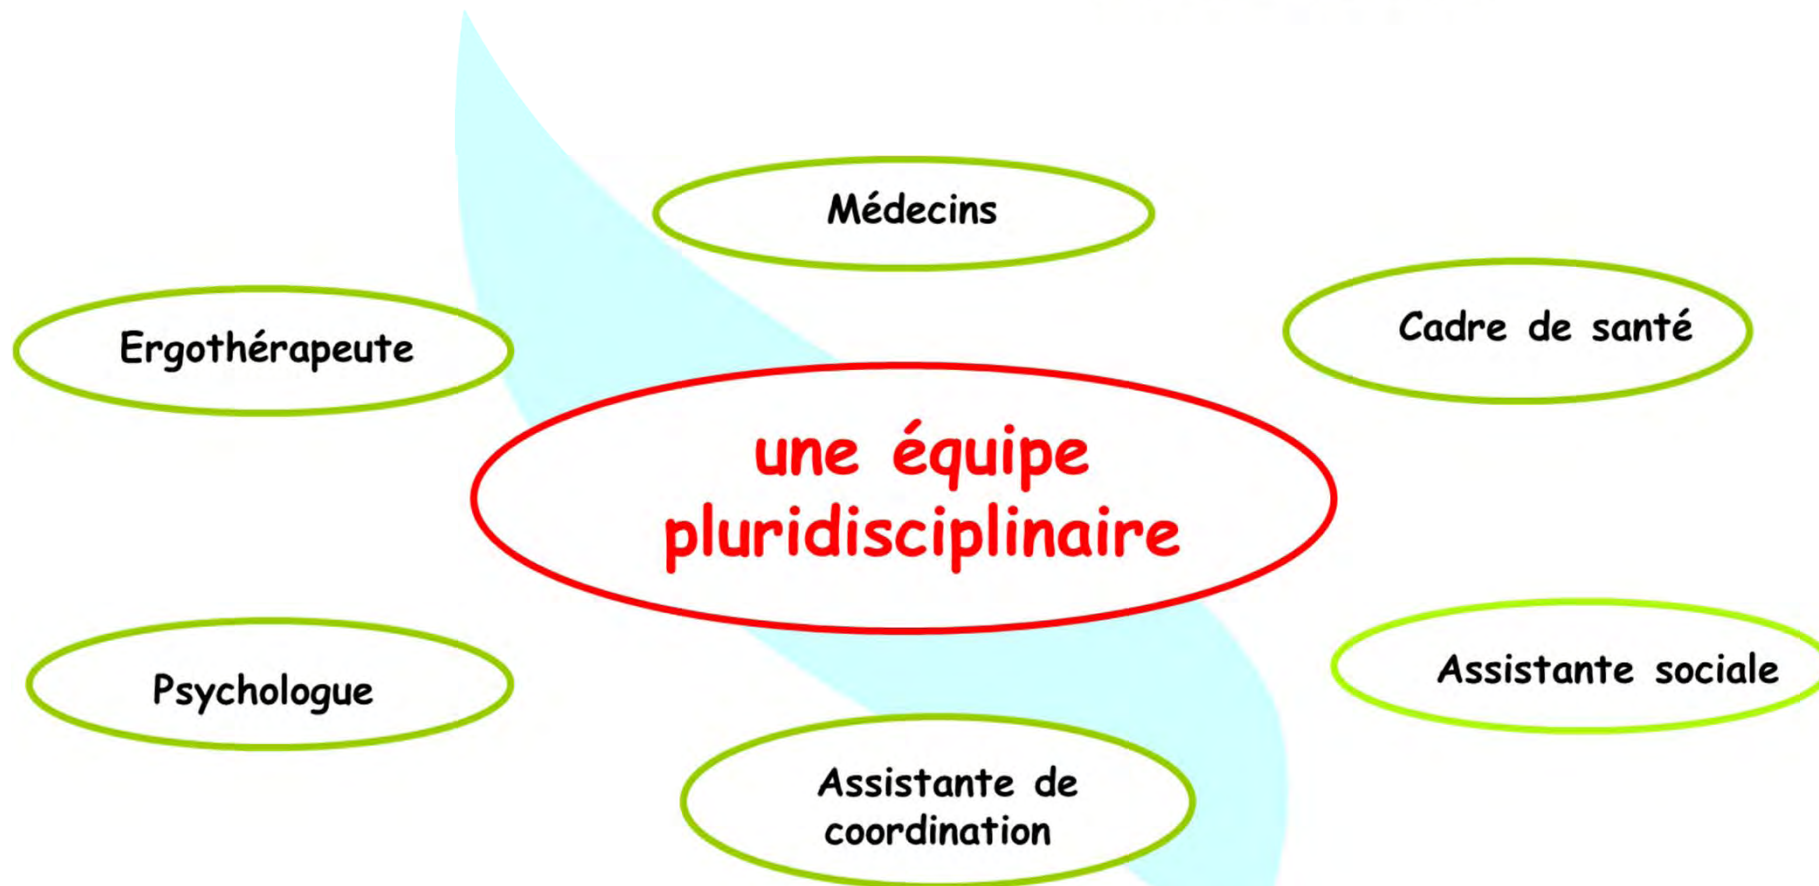 Médecins
Cadre de santé
Ergothérapeute
une équipe
pluridisciplinaire
Assistante sociale
Psychologue
Assistante de
coordination